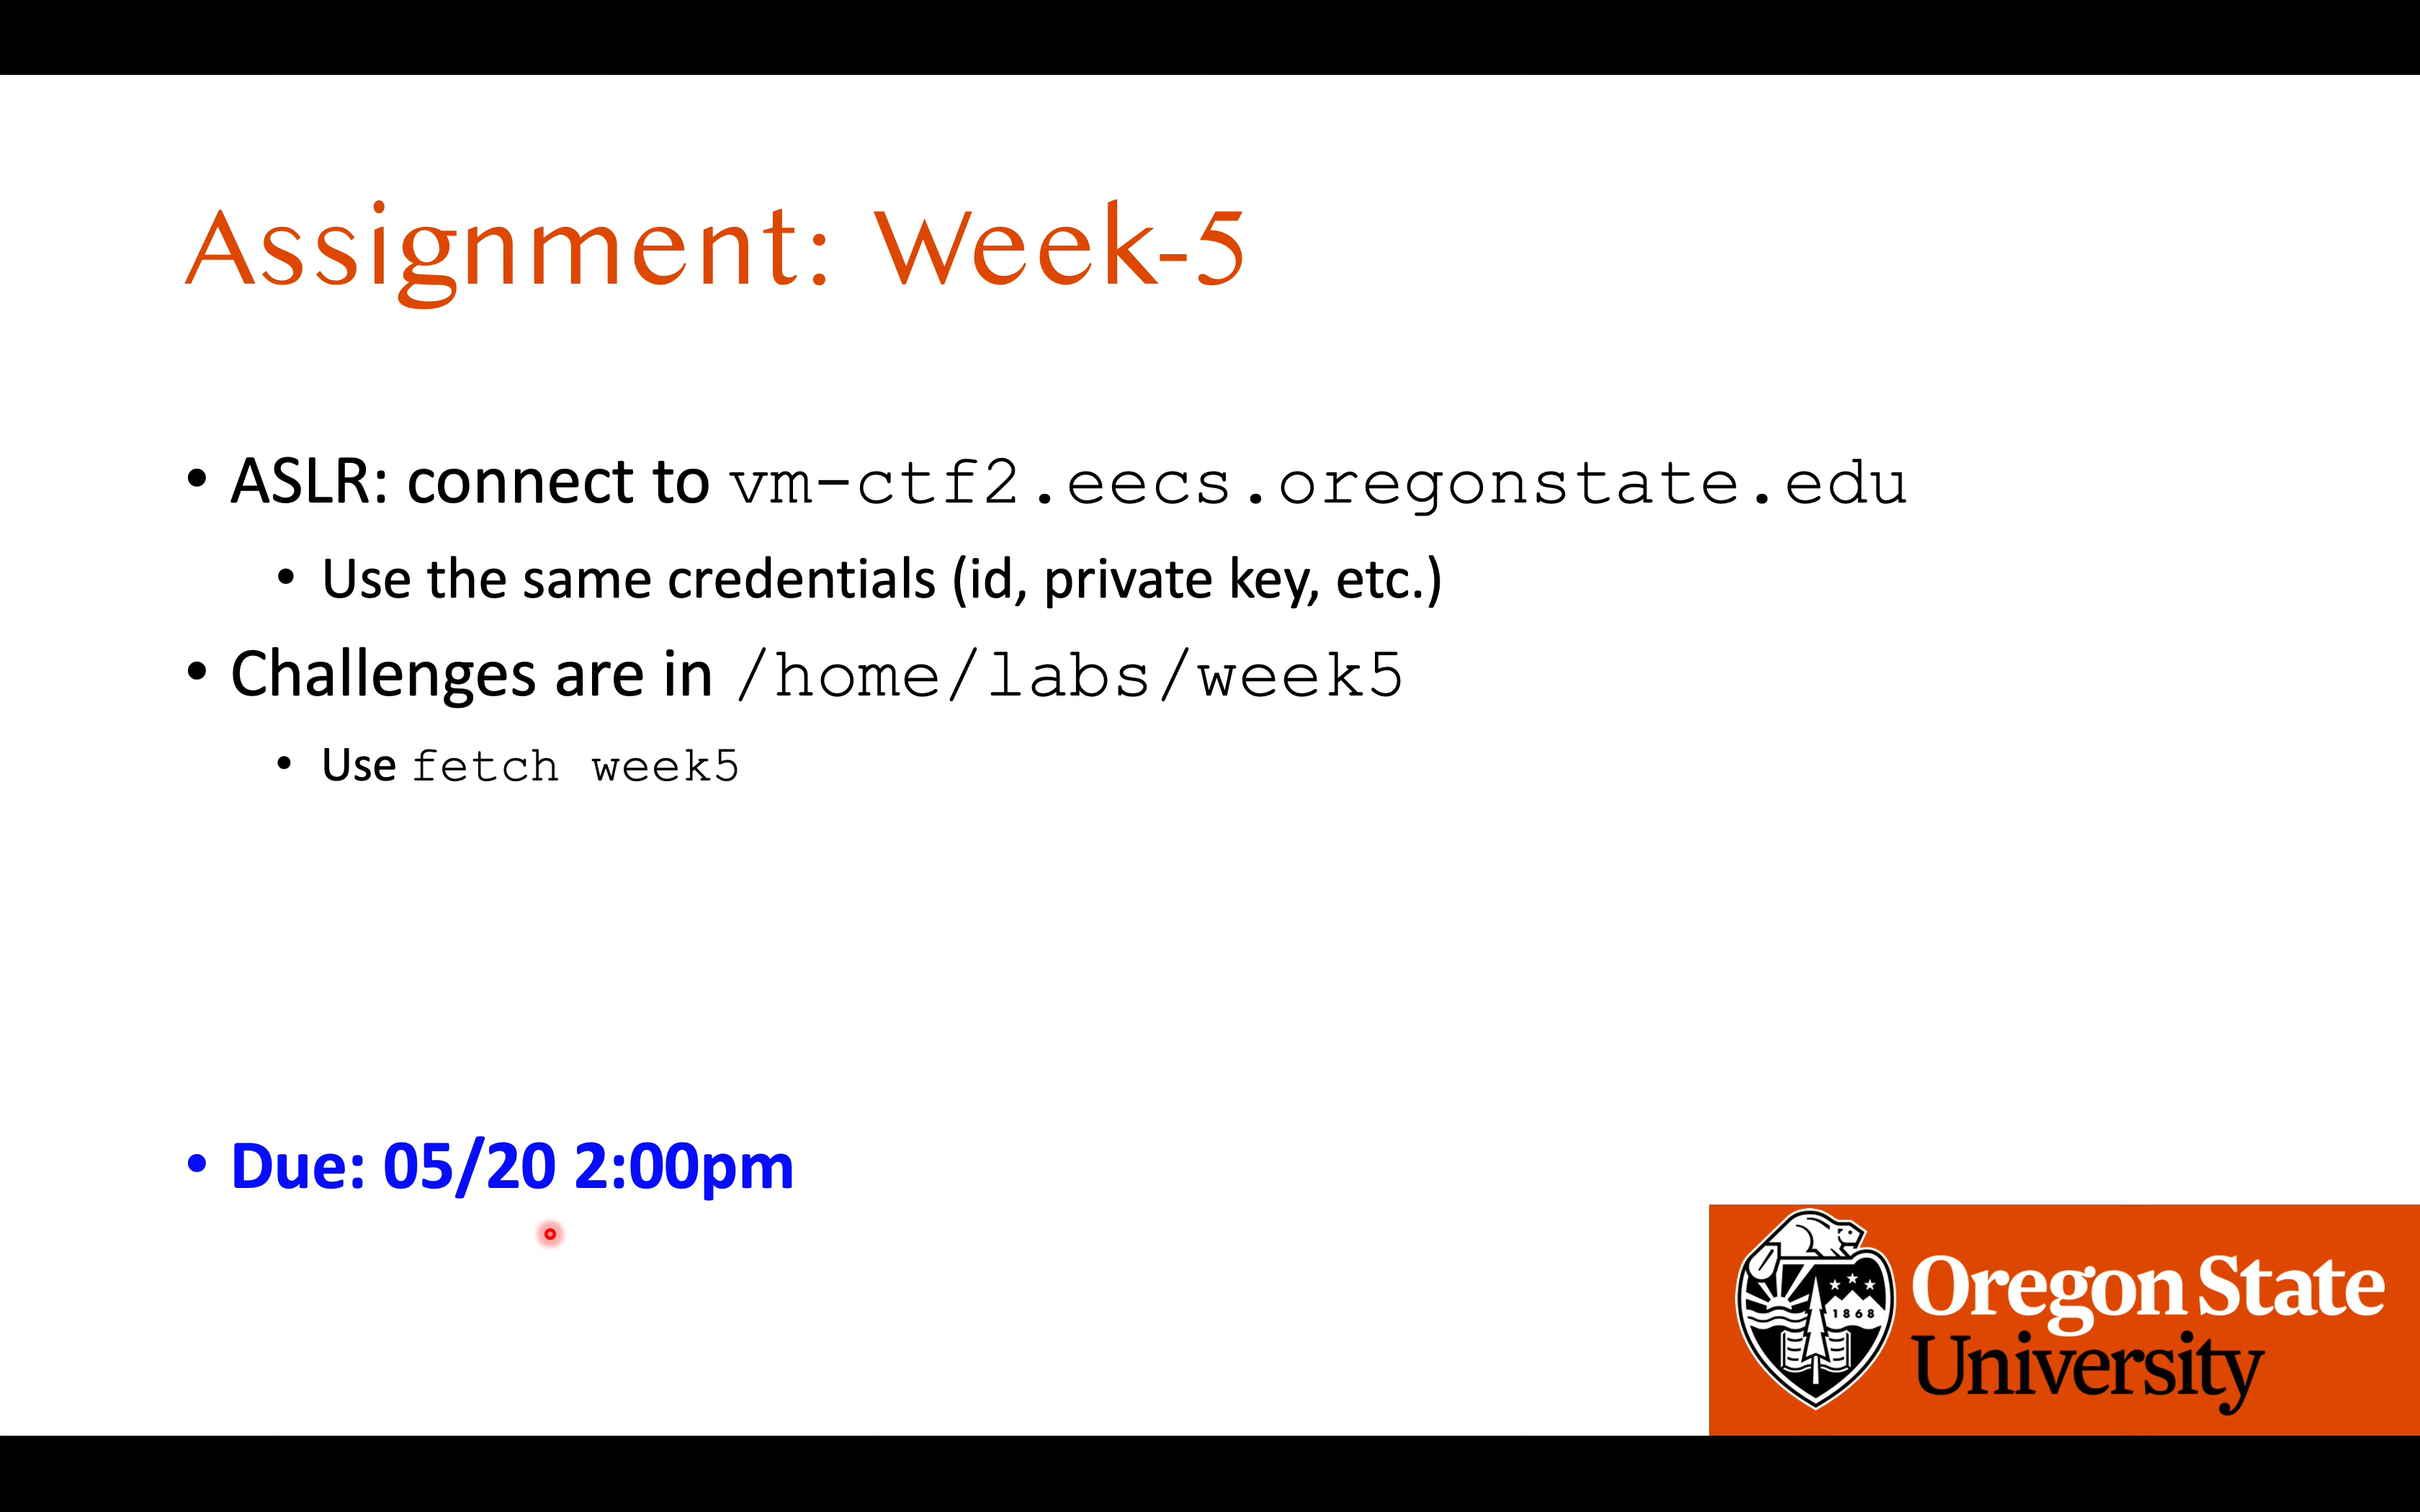 Assignment: Week-5
• ASLR: connect to vm-ctf2.eecs.oregonstate.edu
• Use the same credentials (id, private key, etc.)
• Challenges are in /home/labs/week5
• Use fetch week5
• Due: 05/20 2:00pm
1868
Oregon State
University